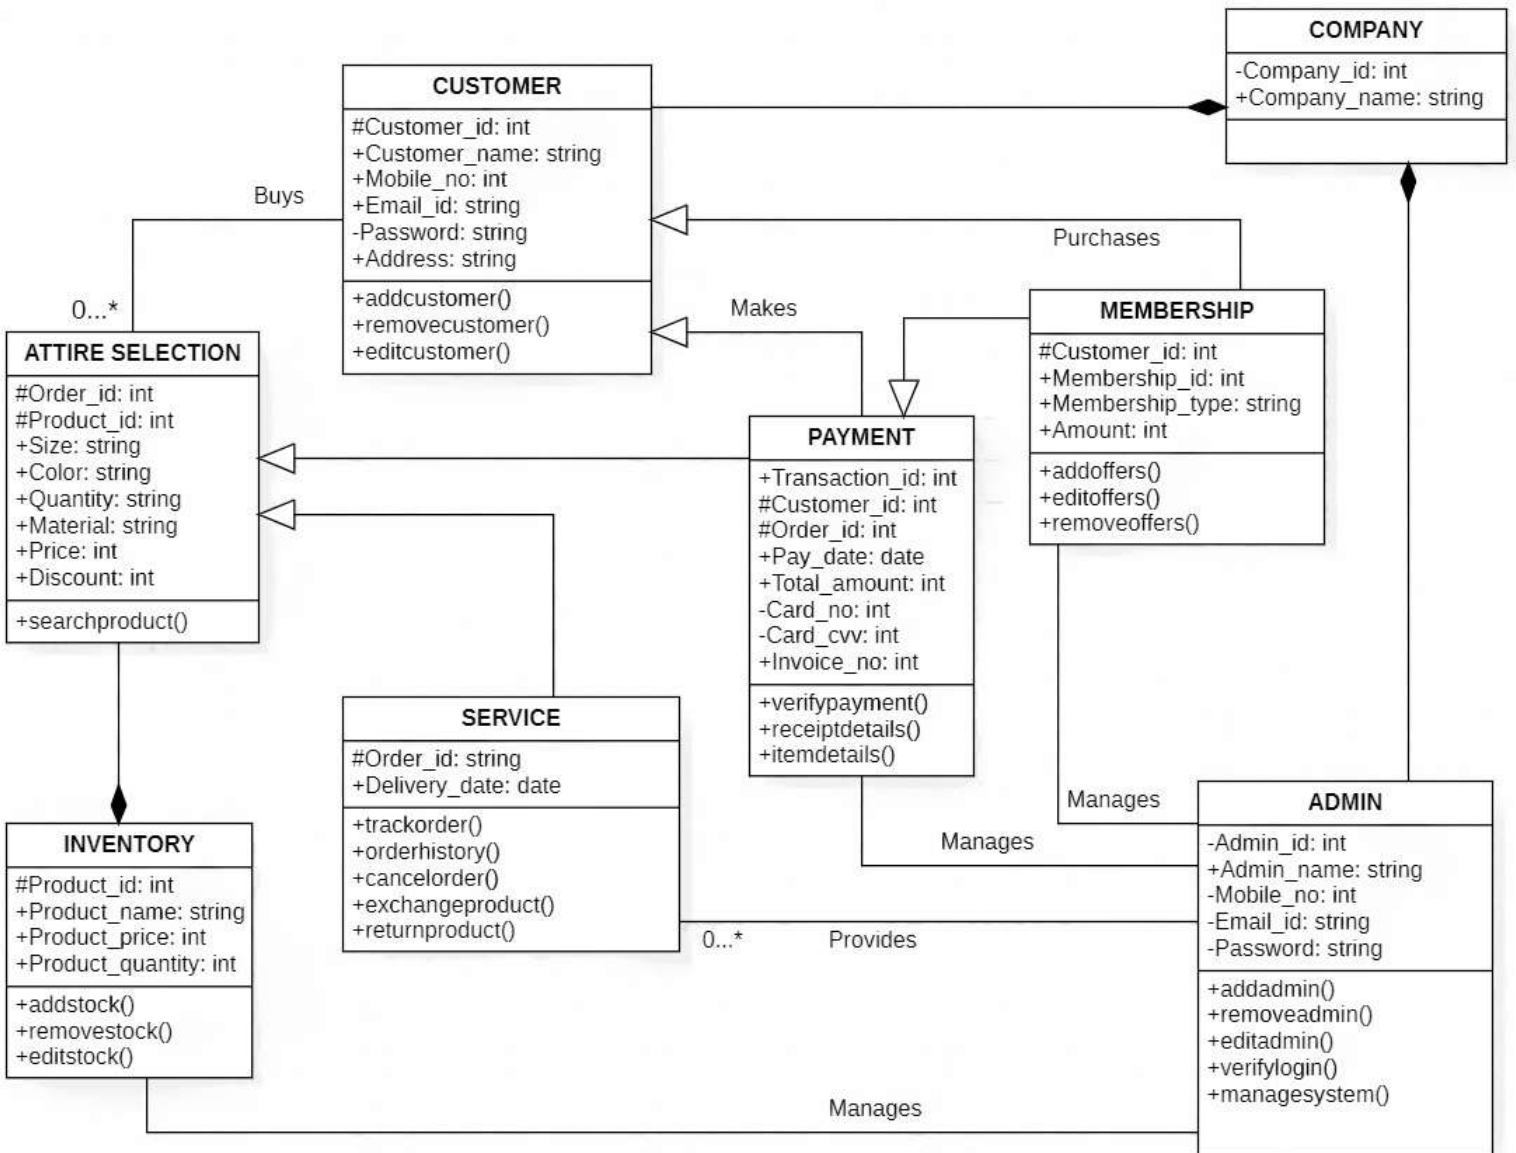 COMPANY
-Company_id: int
+Company_name: string
CUSTOMER
#Customer_id: int
+Customer_name: string
+Mobile_no: int
+Email_id: string
-Password: string
+Address: string
+addcustomer()
+removecustomer()
+editcustomer()
Buys
0...*
Purchases
Makes
MEMBERSHIP
#Customer_id: int
+Membership_id: int
+Membership_type: string
+Amount: int
+addoffers()
+editoffers()
+removeoffers()
ATTIRE SELECTION
#Order_id: int
#Product_id: int
+Size: string
+Color: string
+Quantity: string
+Material: string
+Price: int
+Discount: int
+searchproduct()
PAYMENT
+Transaction_id: int
#Customer_id: int
#Order_id: int
+Pay_date: date
+Total_amount: int
-Card_no: int
-Card_cvv: int
+Invoice_no: int
+verifypayment()
+receiptdetails()
+itemdetails()
SERVICE
#Order_id: string
+Delivery_date: date
+trackorder()
+orderhistory()
+cancelorder()
+exchangeproduct()
+returnproduct()
Manages
Manages
0...*
Provides
ADMIN
-Admin_id: int
+Admin_name: string
-Mobile_no: int
-Email_id: string
-Password: string
+addadmin()
+removeadmin()
+editadmin()
+verifylogin()
+managesystem()
INVENTORY
#Product_id: int
+Product_name: string
+Product_price: int
+Product_quantity: int
+addstock()
+removestock()
+editstock()
Manages